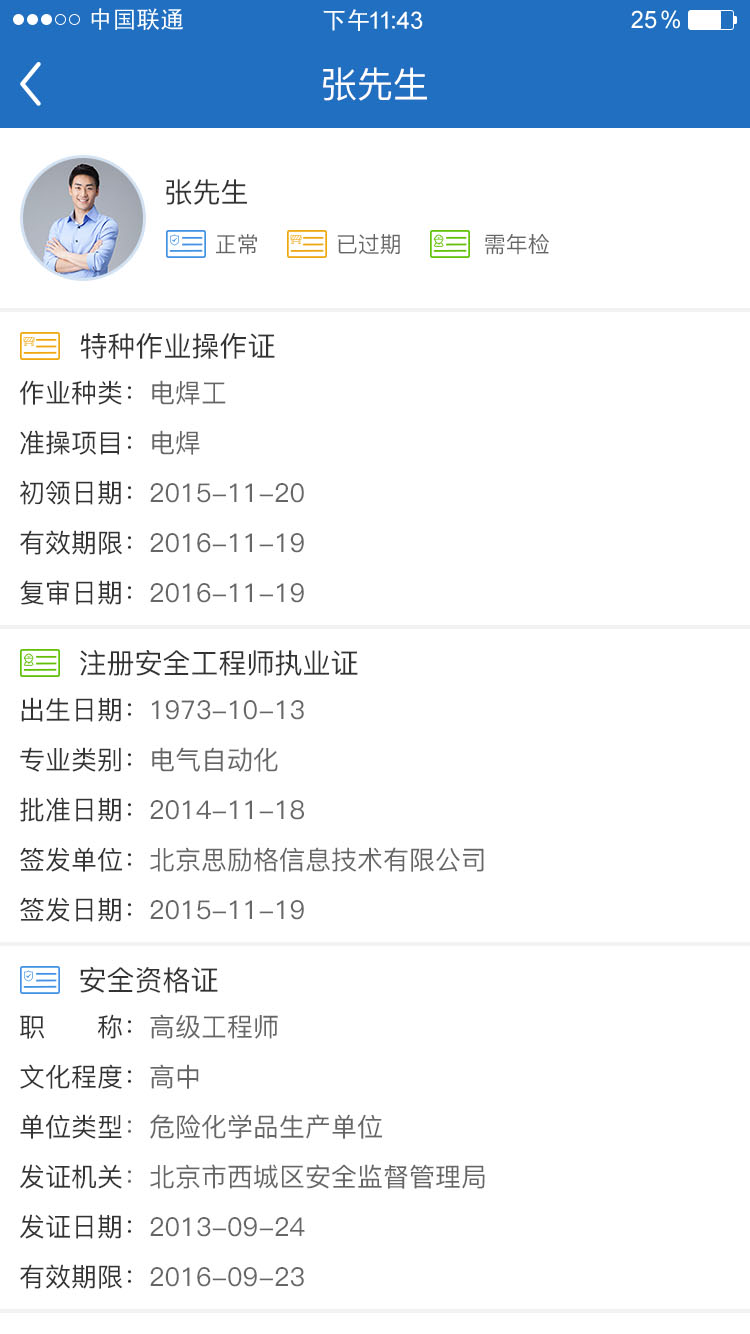 中国联通 下午11:43 25%
张先生
张先生
正常 已过期 需年检
特种作业操作证
作业种类：电焊工
准操项目：电焊
初领日期：2015-11-20
有效期限：2016-11-19
复审日期：2016-11-19
注册安全工程师执业证
出生日期：1973-10-13
专业类别：电气自动化
批准日期：2014-11-18
签发单位：北京思励格信息技术有限公司
签发日期：2015-11-19
安全资格证
职　　称：高级工程师
文化程度：高中
单位类型：危险化学品生产单位
发证机关：北京市西城区安全监督管理局
发证日期：2013-09-24
有效期限：2016-09-23